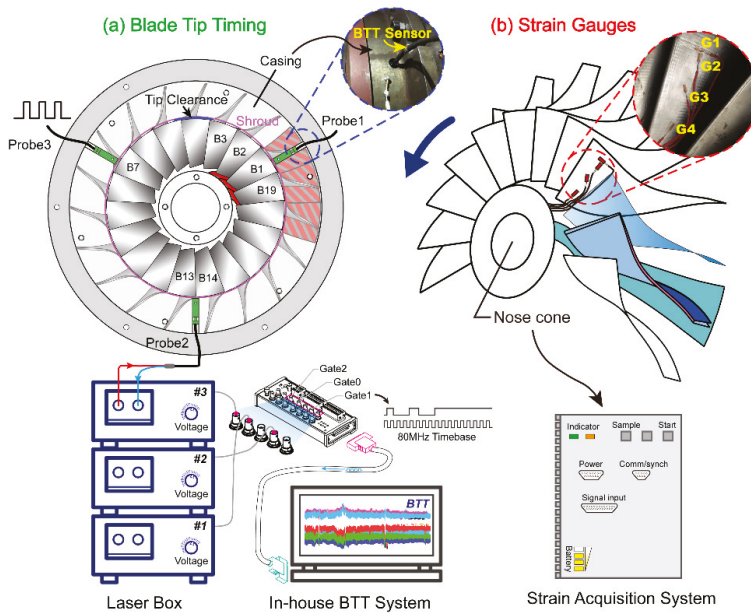 (a) Blade Tip Timing
(b) Strain Gauges
BTT Sensor
Casing
Tip Clearance
Shroud
Probe1
Probe3
B3
B2
B1
B19
B7
B13
B14
Probe2
G1
G2
G3
G4
Nose cone
#3
Voltage
#2
Voltage
#1
Voltage
Laser Box
Gate2
Gate0
Gate1
80MHz Timebase
BTT
In-house BTT System
Indicator
Sample
Start
Power
Comm/synch
Signal input
Battery
Strain Acquisition System